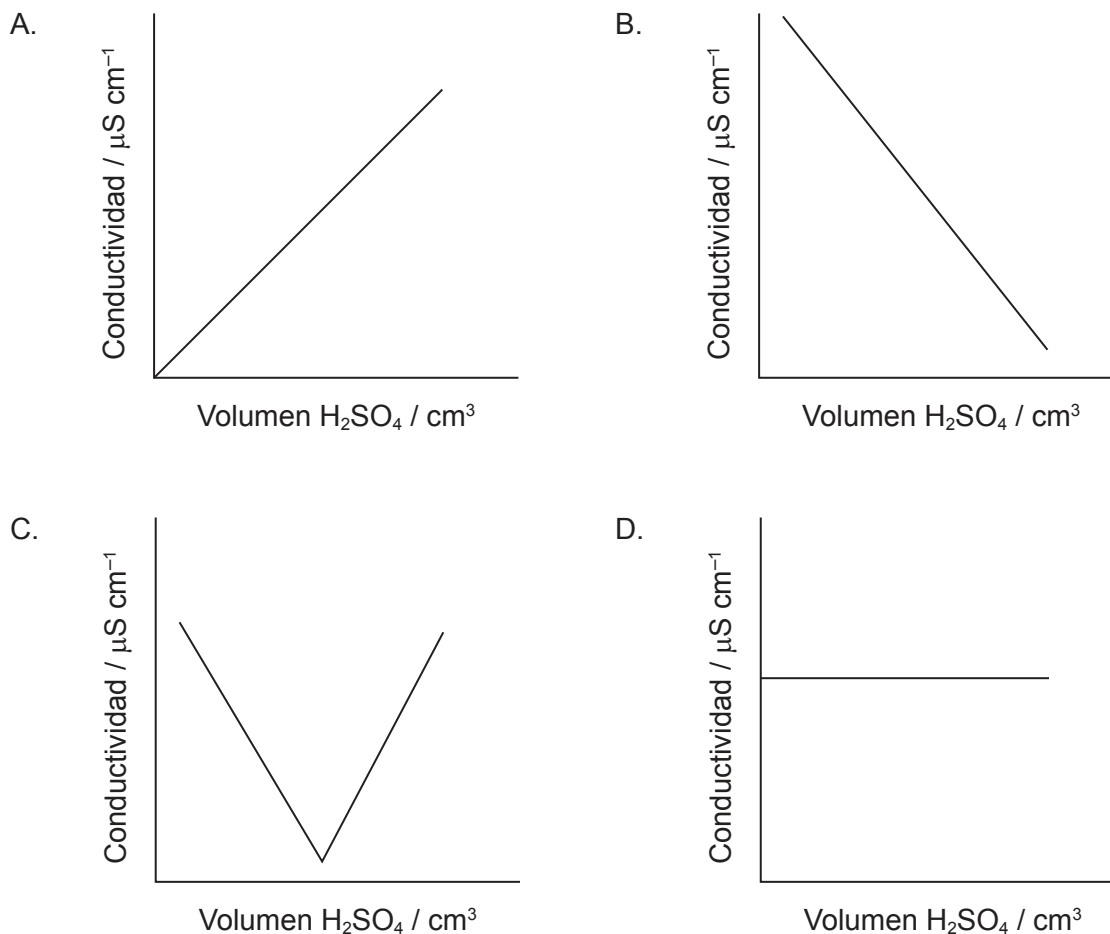 A.
Conductividad / μS cm⁻¹
Volumen H₂SO₄ / cm³
B.
Conductividad / μS cm⁻¹
Volumen H₂SO₄ / cm³
C.
Conductividad / μS cm⁻¹
Volumen H₂SO₄ / cm³
D.
Conductividad / μS cm⁻¹
Volumen H₂SO₄ / cm³